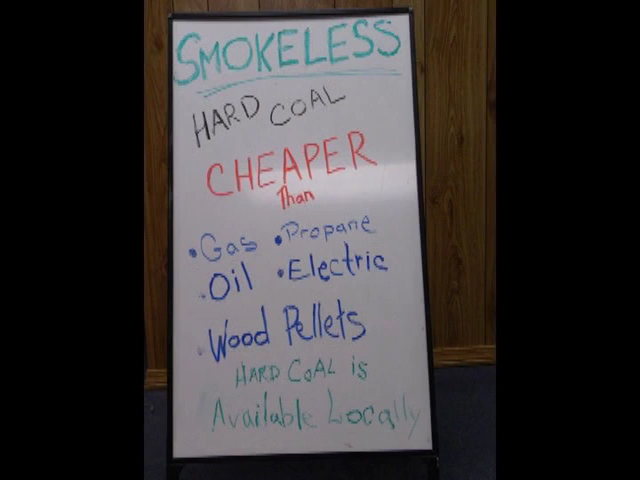 SMOKELESS
HARD COAL
CHEAPER
Than
• Gas • Propane
• Oil • Electric
• Wood Pellets
HARD COAL is
Available Locally